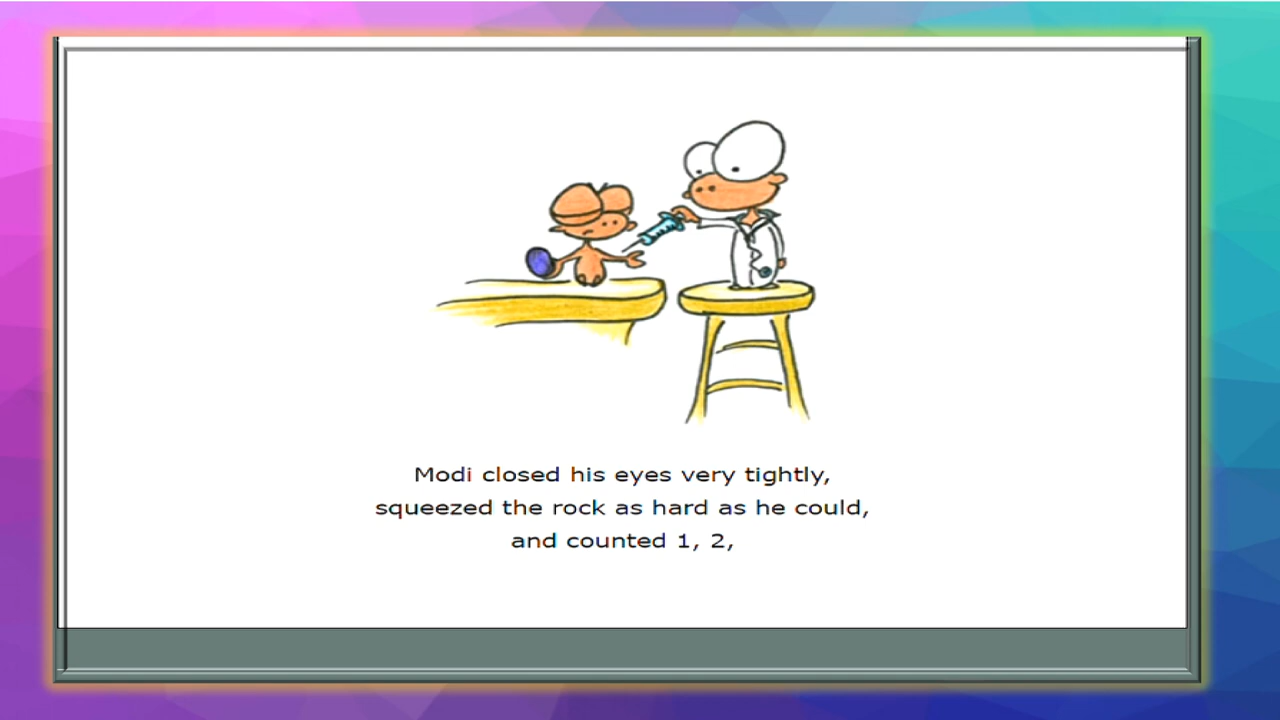 Modi closed his eyes very tightly,
squeezed the rock as hard as he could,
and counted 1, 2,